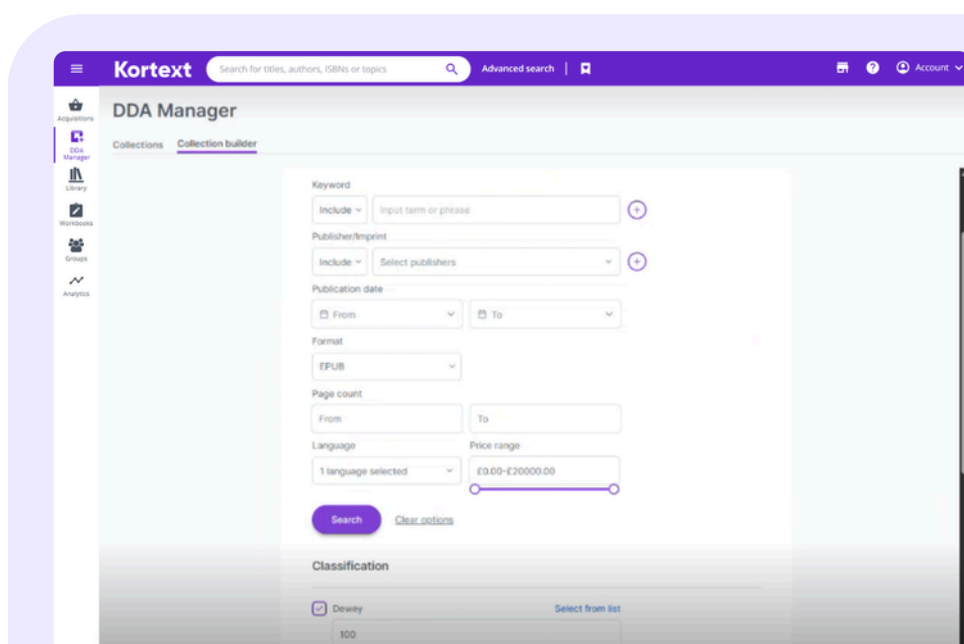 Kortext Search for titles, authors, ISBNs or topics Advanced search | Account
Acquisitions
DDA Manager
Collections Collection builder
DDA
Manager
Library
Workbooks
Groups
Analytics
Keyword
Include Input term or phrase
Publisher/Imprint
Include Select publishers
Publication date
From To
Format
EPUB
Page count
From To
Language Price range
1 language selected £0.00-£20000.00
Search Clear options
Classification
Dewey Select from list
100